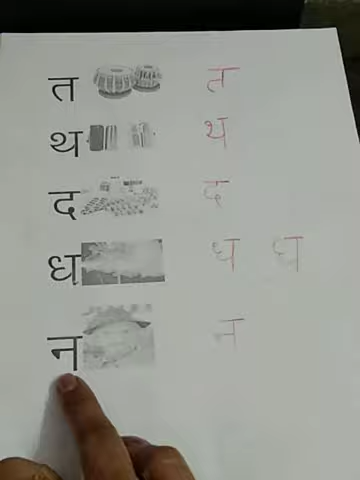 त त
थ थ
द द
ध ध ध
न न